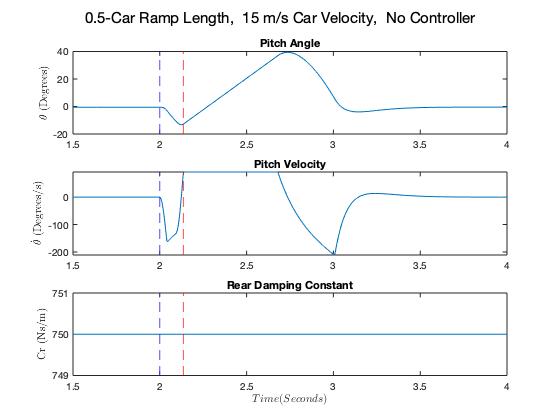 0.5-Car Ramp Length, 15 m/s Car Velocity, No Controller
Pitch Angle
θ (Degrees)
40
20
0
-20
1.5 2 2.5 3 3.5 4
Pitch Velocity
θ̇ (Degrees/s)
0
-100
-200
1.5 2 2.5 3 3.5 4
Rear Damping Constant
Cr (Ns/m)
751
750
749
1.5 2 2.5 3 3.5 4
Time(Seconds)